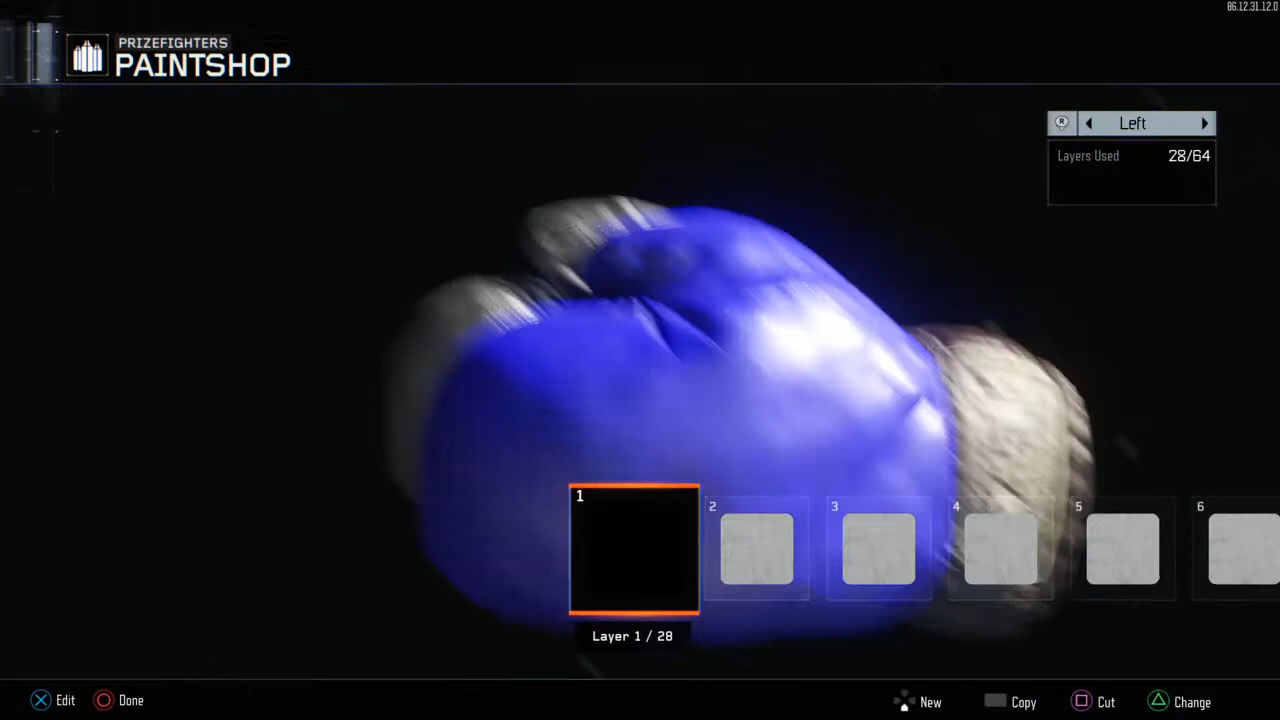 86.12.31.12.0
PRIZEFIGHTERS
PAINTSHOP
R
Left
Layers Used 28/64
1
2
3
4
5
6
Layer 1 / 28
Edit
Done
New
Copy
Cut
Change